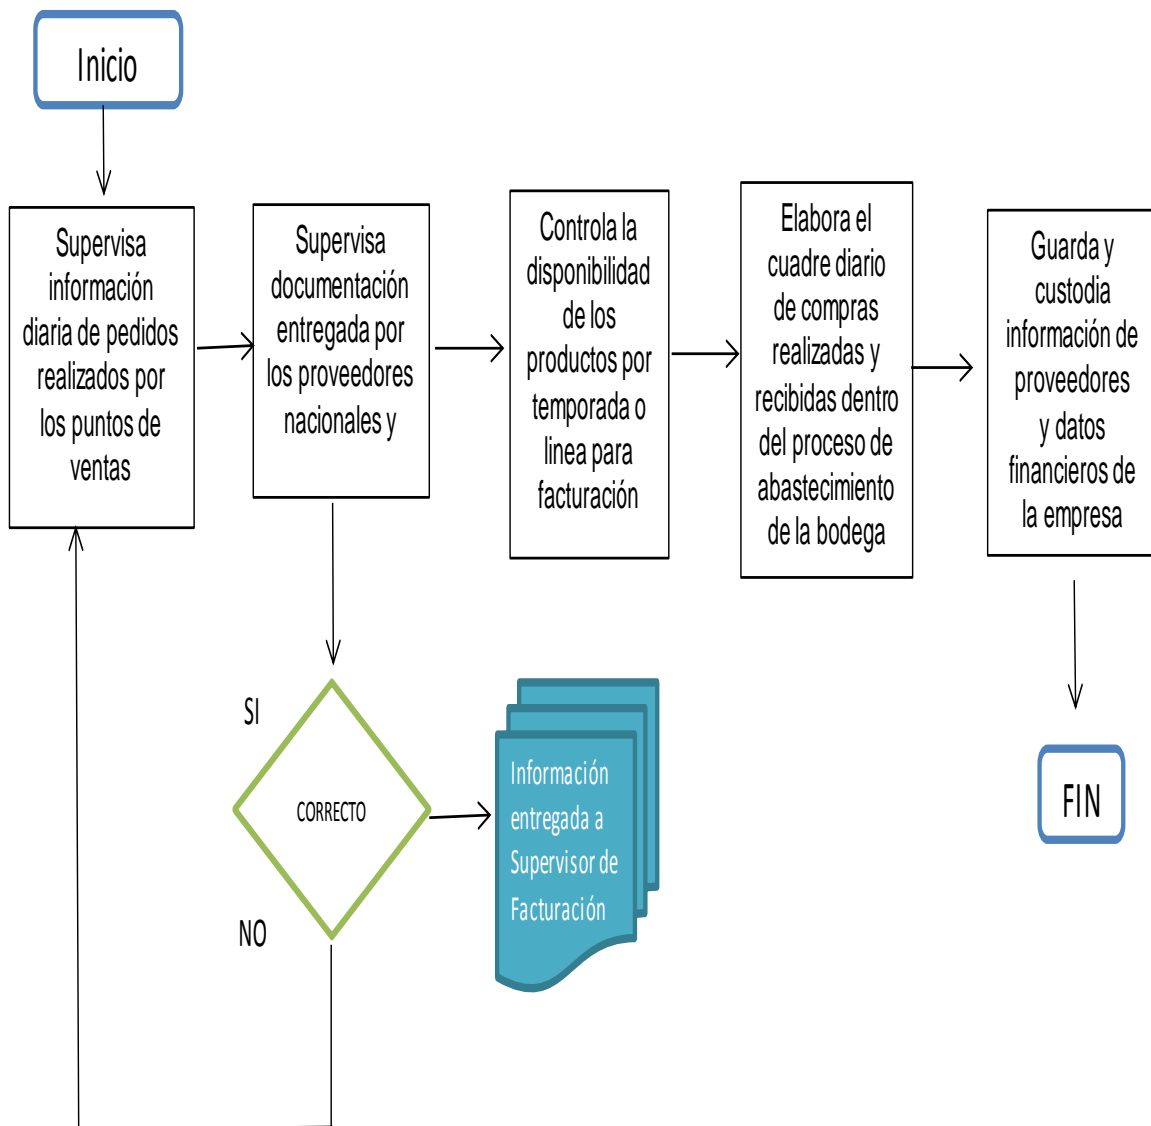 Inicio
Supervisa
información
diaria de pedidos
realizados por
los puntos de
ventas
Supervisa
documentación
entregada por
los proveedores
nacionales y
Controla la
disponibilidad
de los
productos por
temporada o
linea para
facturación
Elabora el
cuadre diario
de compras
realizadas y
recibidas dentro
del proceso de
abastecimiento
de la bodega
Guarda y
custodia
información de
proveedores
y datos
financieros de
la empresa
SI
CORRECTO
NO
Información
entregada a
Supervisor de
Facturación
FIN